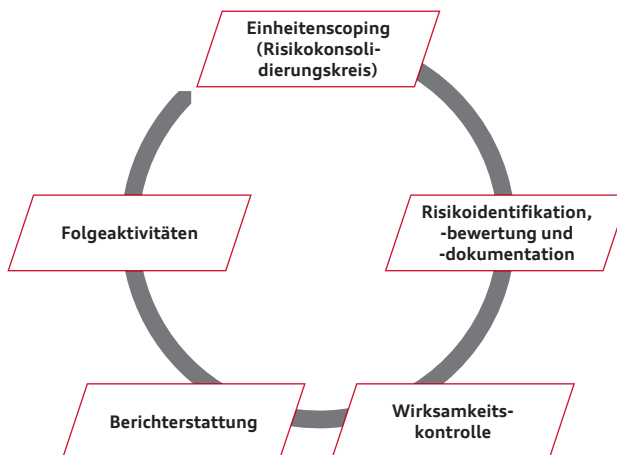 Einheitenscoping
(Risikokonsoli-
dierungskreis)
Risikoidentifikation,
-bewertung und
-dokumentation
Wirksamkeits-
kontrolle
Berichterstattung
Folgeaktivitäten